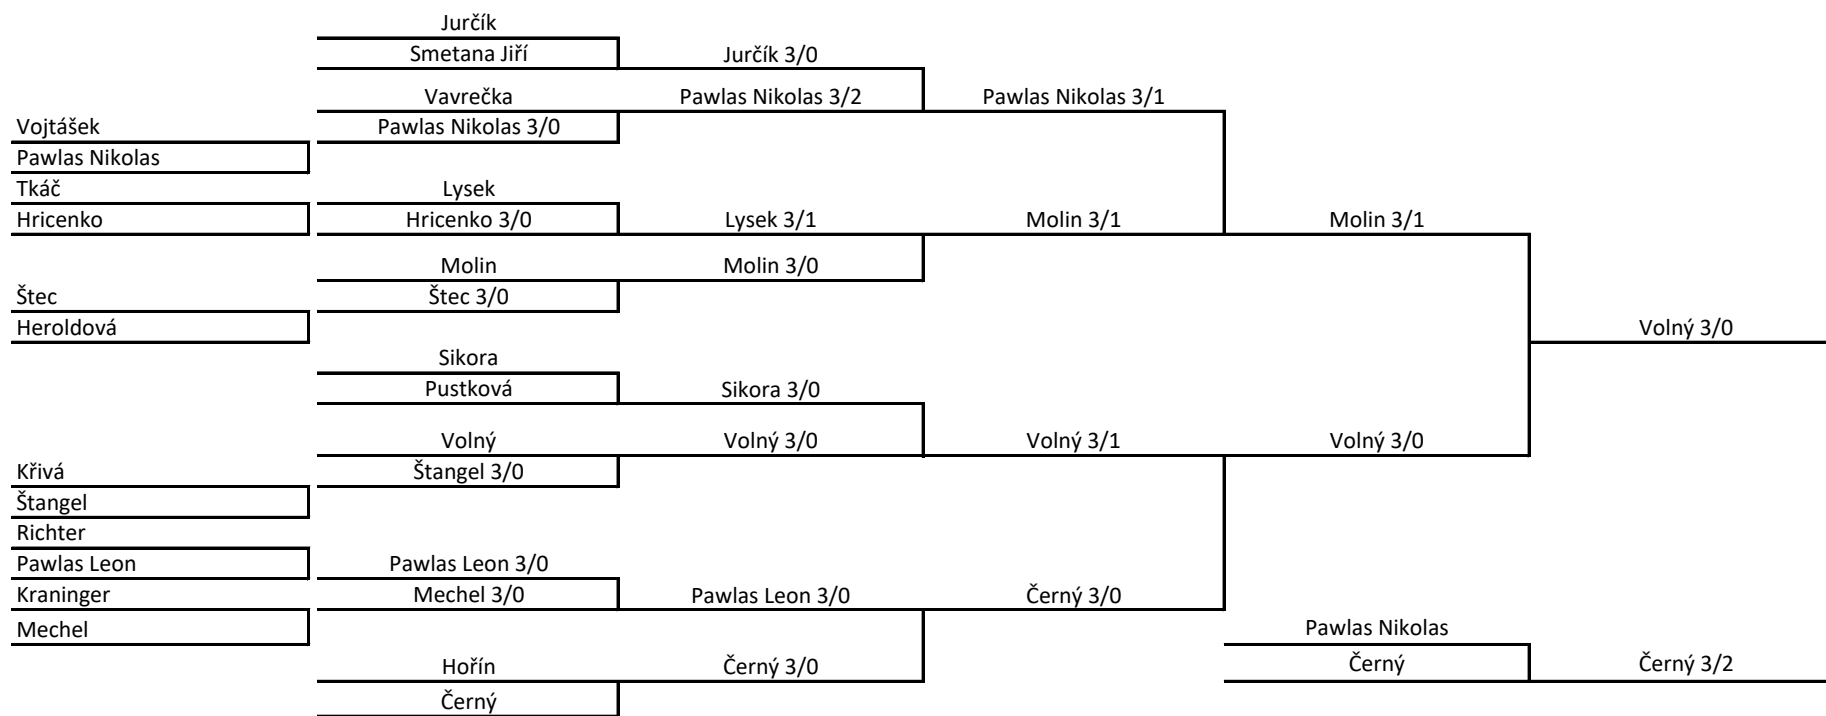 Jurčík
Smetana Jiří Jurčík 3/0
Vavrečka Pawlas Nikolas 3/2 Pawlas Nikolas 3/1
Vojtášek Pawlas Nikolas 3/0
Pawlas Nikolas
Tkáč Lysek
Hricenko Hricenko 3/0 Lysek 3/1 Molin 3/1 Molin 3/1
Molin Molin 3/0
Štec Štec 3/0
Heroldová Volný 3/0
Sikora
Pustková Sikora 3/0
Volný Volný 3/0 Volný 3/1 Volný 3/0
Křivá Štangel 3/0
Štangel
Richter
Pawlas Leon Pawlas Leon 3/0
Kraninger Mechel 3/0 Pawlas Leon 3/0 Černý 3/0
Mechel Pawlas Nikolas
Hořín Černý 3/0 Černý Černý 3/2
Černý